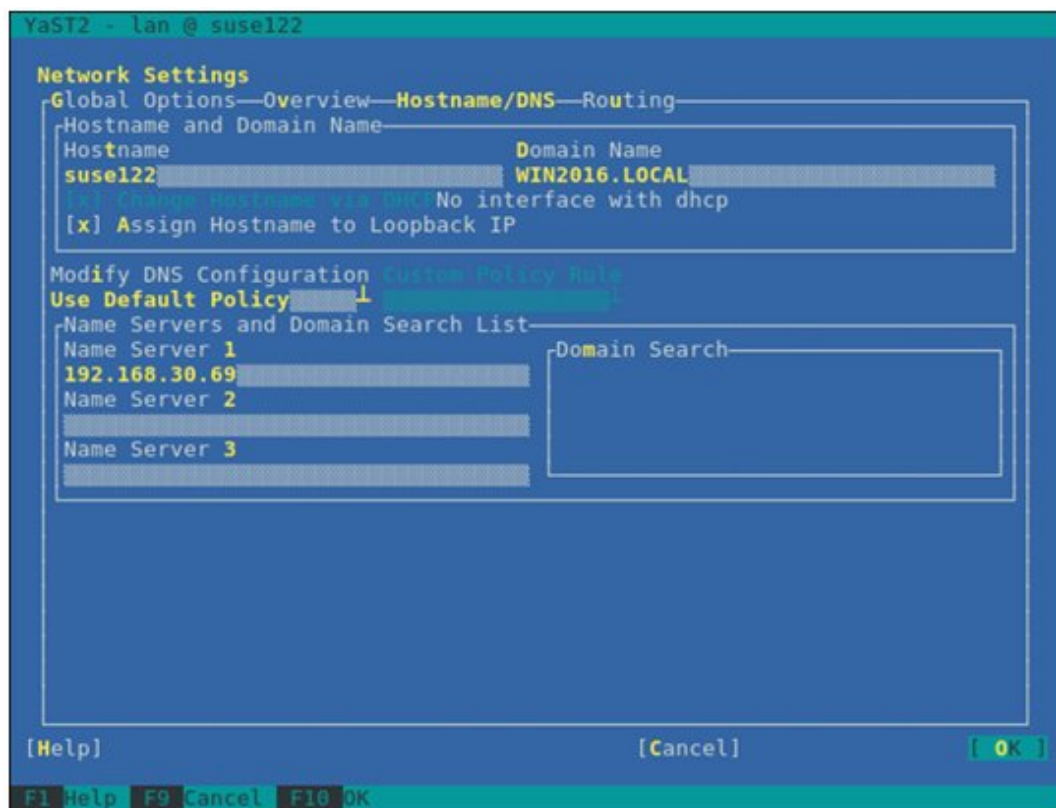 YaST2 - lan @ suse122
Network Settings
Global Options Overview Hostname/DNS Routing
Hostname and Domain Name
Hostname Domain Name
suse122 WIN2016.LOCAL
[x] Change Hostname via DHCP No interface with dhcp
[x] Assign Hostname to Loopback IP
Modify DNS Configuration Custom Policy Rule
Use Default Policy
Name Servers and Domain Search List
Name Server 1 Domain Search
192.168.30.69
Name Server 2
Name Server 3
[Help] [Cancel] [ OK ]
F1 Help F9 Cancel F10 OK